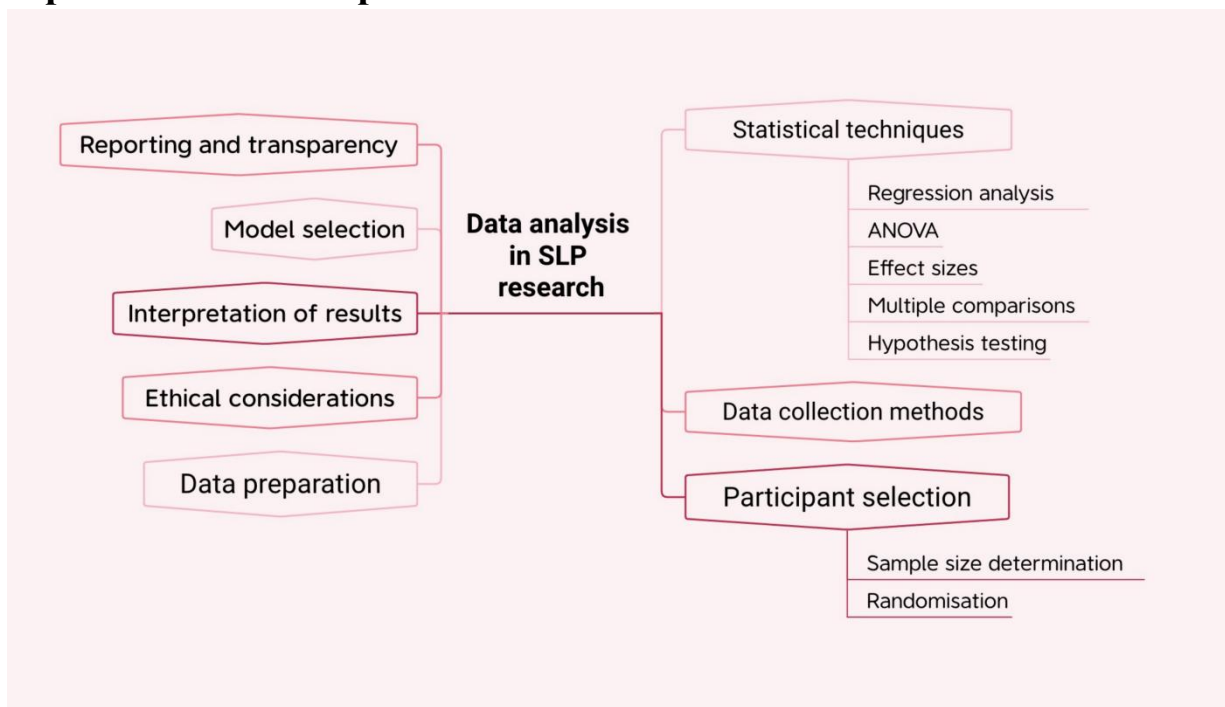 Reporting and transparency
Model selection
Interpretation of results
Ethical considerations
Data preparation
Data analysis
in SLP
research
Statistical techniques
Regression analysis
ANOVA
Effect sizes
Multiple comparisons
Hypothesis testing
Data collection methods
Participant selection
Sample size determination
Randomisation